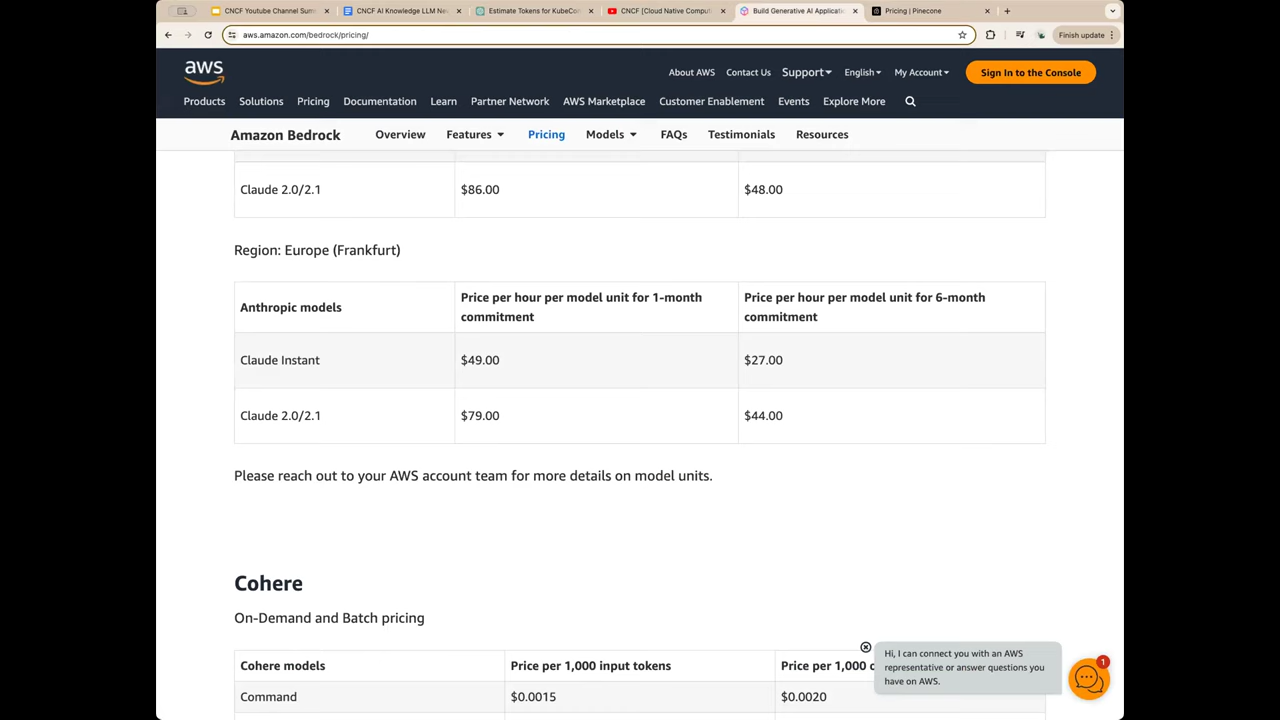 CNCF Youtube Channel Sum
CNCF AI Knowledge LLM Ne
Estimate Tokens for KubeCon
CNCF [Cloud Native Comput
Build Generative AI Applicatio
Pricing | Pinecone
aws.amazon.com/bedrock/pricing/
Finish update
aws
About AWS Contact Us Support English My Account Sign In to the Console
Products Solutions Pricing Documentation Learn Partner Network AWS Marketplace Customer Enablement Events Explore More
Amazon Bedrock Overview Features Pricing Models FAQs Testimonials Resources
Claude 2.0/2.1 $86.00 $48.00
Region: Europe (Frankfurt)
Anthropic models
Price per hour per model unit for 1-month
commitment
Price per hour per model unit for 6-month
commitment
Claude Instant $49.00 $27.00
Claude 2.0/2.1 $79.00 $44.00
Please reach out to your AWS account team for more details on model units.
Cohere
On-Demand and Batch pricing
Cohere models Price per 1,000 input tokens Price per 1,000
Command $0.0015 $0.0020
Hi, I can connect you with an AWS
representative or answer questions you
have on AWS.
1